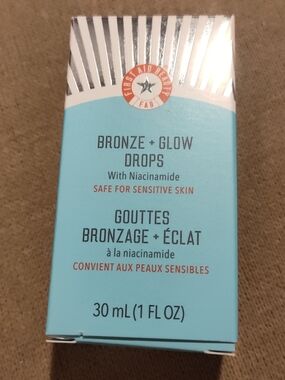 FIRST AID BEAUTY
FAB
BRONZE + GLOW
DROPS
With Niacinamide
SAFE FOR SENSITIVE SKIN
GOUTTES
BRONZAGE + ÉCLAT
à la niacinamide
CONVIENT AUX PEAUX SENSIBLES
30 mL (1 FL OZ)